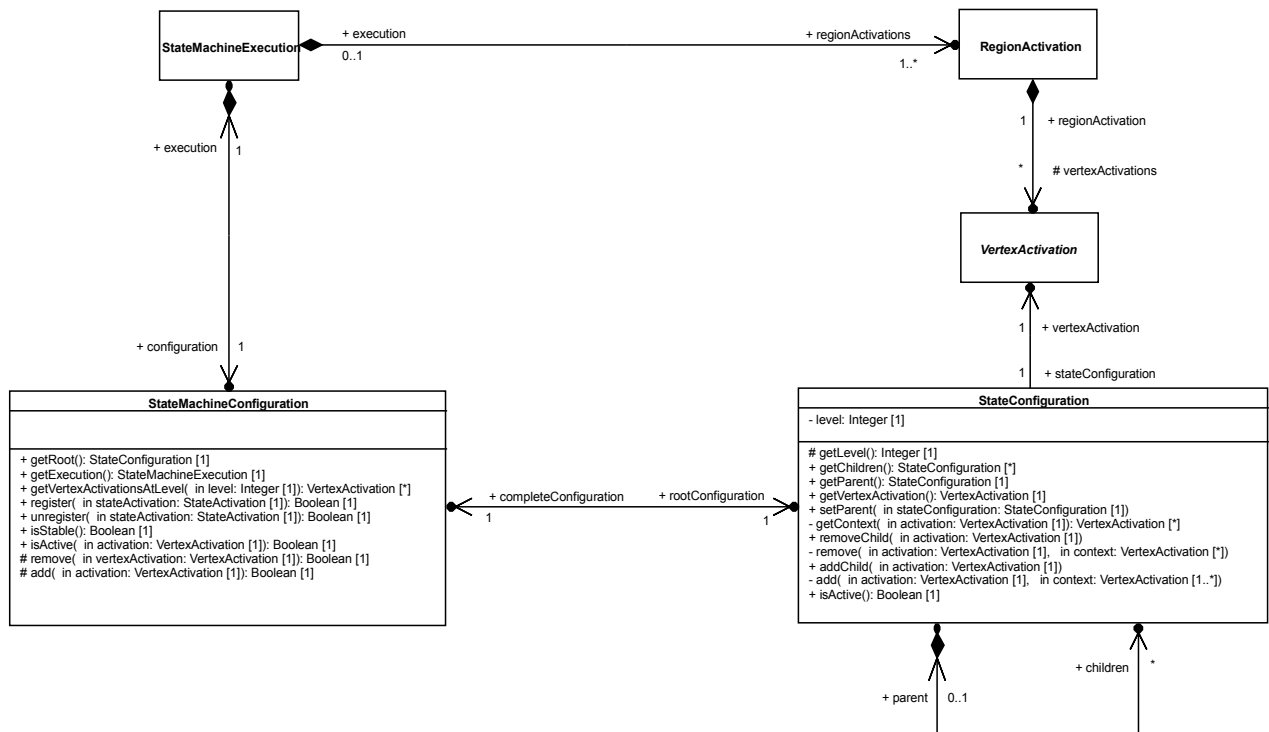 StateMachineExecution
+ execution
0..1
+ regionActivations
1..*
RegionActivation
1
+ regionActivation
*
# vertexActivations
VertexActivation
+ execution
1
1
+ vertexActivation
+ configuration
1
1
+ stateConfiguration
StateMachineConfiguration
+ getRoot(): StateConfiguration [1]
+ getExecution(): StateMachineExecution [1]
+ getVertexActivationsAtLevel( in level: Integer [1]): VertexActivation [*]
+ register( in stateActivation: StateActivation [1]): Boolean [1]
+ unregister( in stateActivation: StateActivation [1]): Boolean [1]
+ isStable(): Boolean [1]
+ isActive( in activation: VertexActivation [1]): Boolean [1]
# remove( in vertexActivation: VertexActivation [1]): Boolean [1]
# add( in activation: VertexActivation [1]): Boolean [1]
+ completeConfiguration
1
+ rootConfiguration
1
StateConfiguration
- level: Integer [1]
# getLevel(): Integer [1]
+ getChildren(): StateConfiguration [*]
+ getParent(): StateConfiguration [1]
+ getVertexActivation(): VertexActivation [1]
+ setParent( in stateConfiguration: StateConfiguration [1])
- getContext( in activation: VertexActivation [1]): VertexActivation [*]
+ removeChild( in activation: VertexActivation [1])
- remove( in activation: VertexActivation [1], in context: VertexActivation [*])
+ addChild( in activation: VertexActivation [1])
- add( in activation: VertexActivation [1], in context: VertexActivation [1..*])
+ isActive(): Boolean [1]
+ parent
0..1
+ children
*